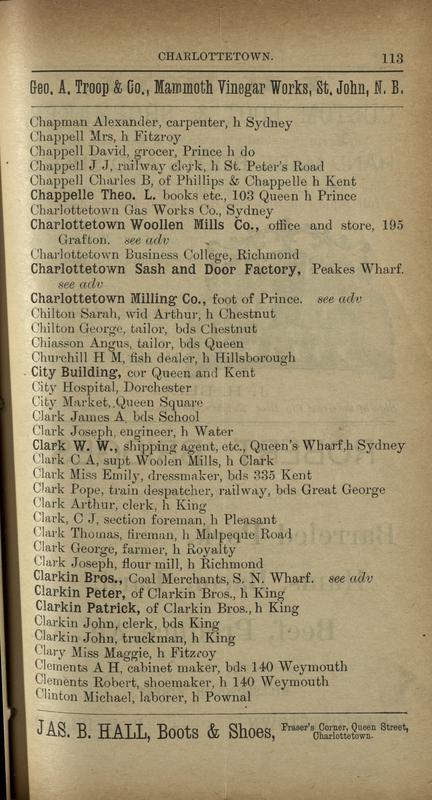 CHARLOTTETOWN. 113
Geo. A. Troop & Co., Mammoth Vinegar Works, St. John, N. B.
Chapman Alexander, carpenter, h Sydney
Chappell Mrs, h Fitzroy
Chappell David, grocer, Prince h do
Chappell J J, railway clerk, h St. Peter's Road
Chappell Charles B, of Phillips & Chappelle h Kent
Chappelle Theo. L. books etc., 103 Queen h Prince
Charlottetown Gas Works Co., Sydney
Charlottetown Woollen Mills Co., office and store, 195
Grafton. see adv
Charlottetown Business College, Richmond
Charlottetown Sash and Door Factory, Peakes Wharf.
see adv
Charlottetown Milling Co., foot of Prince. see adv
Chilton Sarah, wid Arthur, h Chestnut
Chilton George, tailor, bds Chestnut
Chiasson Angus, tailor, bds Queen
Churchill H M, fish dealer, h Hillsborough
City Building, cor Queen and Kent
City Hospital, Dorchester
City Market, Queen Square
Clark James A, bds School
Clark Joseph, engineer, h Water
Clark W. W., shipping agent, etc., Queen's Wharf,h Sydney
Clark C A, supt Woolen Mills, h Clark
Clark Miss Emily, dressmaker, bds 335 Kent
Clark Pope, train despatcher, railway, bds Great George
Clark Arthur, clerk, h King
Clark, C J, section foreman, h Pleasant
Clark Thomas, fireman, h Malpeque Road
Clark George, farmer, h Royalty
Clark Joseph, flour mill, h Richmond
Clarkin Bros., Coal Merchants, S. N. Wharf. see adv
Clarkin Peter, of Clarkin Bros., h King
Clarkin Patrick, of Clarkin Bros., h King
Clarkin John, clerk, bds King
Clarkin John, truckman, h King
Clary Miss Maggie, h Fitzroy
Clements A H, cabinet maker, bds 140 Weymouth
Clements Robert, shoemaker, h 140 Weymouth
Clinton Michael, laborer, h Pownal
JAS. B. HALL, Boots & Shoes, Fraser's Corner, Queen Street,
Charlottetown.